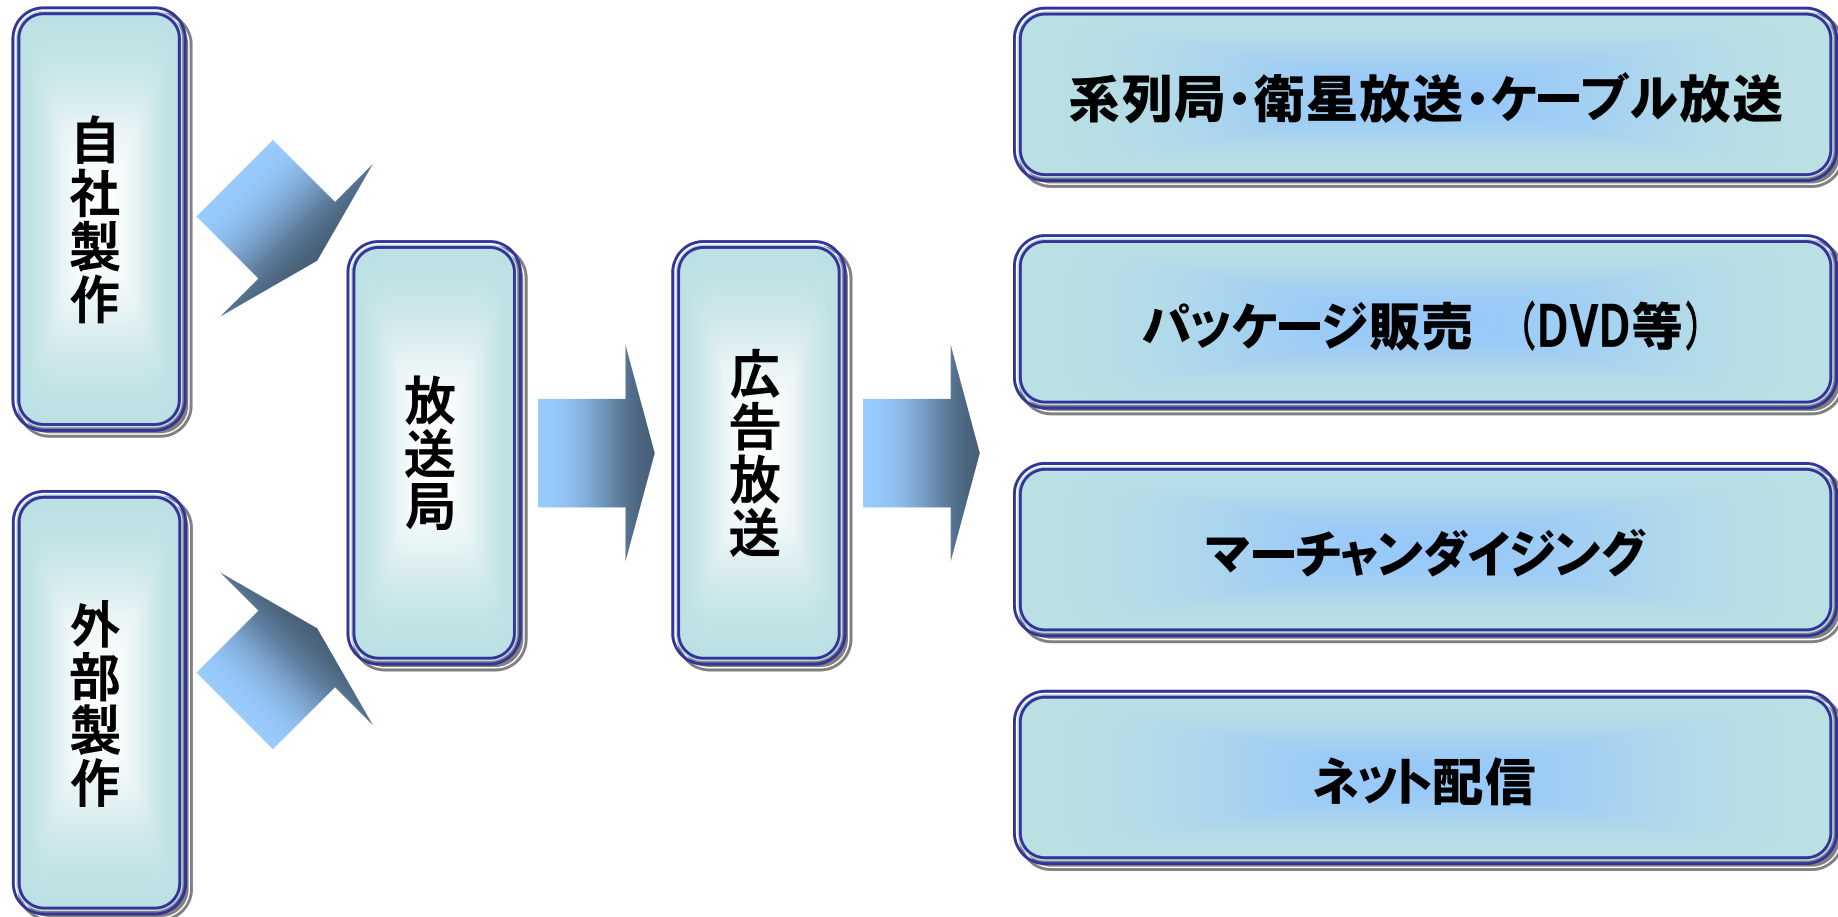 自社製作
外部製作
放送局
広告放送
系列局・衛星放送・ケーブル放送
パッケージ販売　（DVD等）
マーチャンダイジング
ネット配信